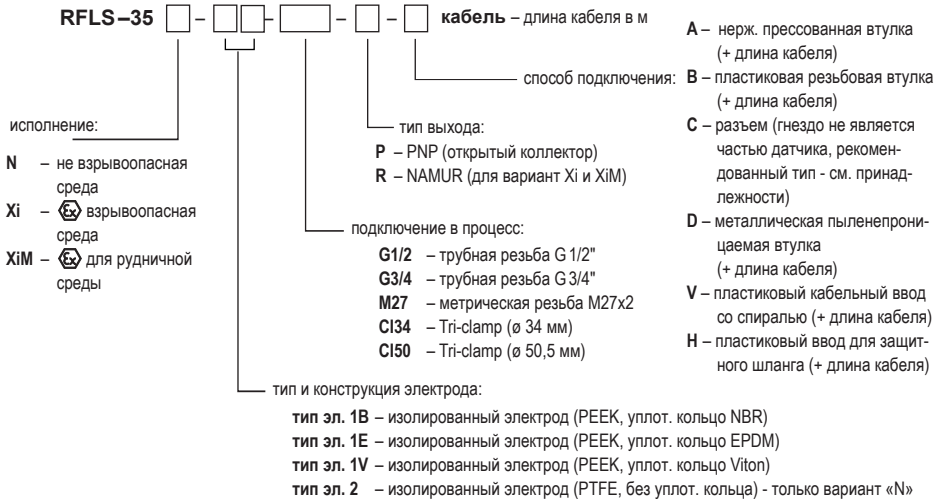 RFLS–35 – – – – кабель – длина кабеля в м
исполнение:
N – не взрывоопасная
среда
Xi – Ex взрывоопасная
среда
XiM – Ex для рудничной
среды
тип и конструкция электрода:
тип эл. 1B – изолированный электрод (PEEK, уплот. кольцо NBR)
тип эл. 1E – изолированный электрод (PEEK, уплот. кольцо EPDM)
тип эл. 1V – изолированный электрод (PEEK, уплот. кольцо Viton)
тип эл. 2 – изолированный электрод (PTFE, без уплот. кольца) - только вариант «N»
подключение в процесс:
G1/2 – трубная резьба G 1/2"
G3/4 – трубная резьба G 3/4"
M27 – метрическая резьба M27x2
Cl34 – Tri-clamp (ø 34 мм)
Cl50 – Tri-clamp (ø 50,5 мм)
тип выхода:
P – PNP (открытый коллектор)
R – NAMUR (для вариант Xi и XiM)
способ подключения:
A – нерж. прессованная втулка
(+ длина кабеля)
B – пластиковая резьбовая втулка
(+ длина кабеля)
C – разъем (гнездо не является
частью датчика, рекомен-
дованный тип - см. принад-
лежности)
D – металлическая пыленепрони-
цаемая втулка
(+ длина кабеля)
V – пластиковый кабельный ввод
со спиралью (+ длина кабеля)
H – пластиковый ввод для защит-
ного шланга (+ длина кабеля)